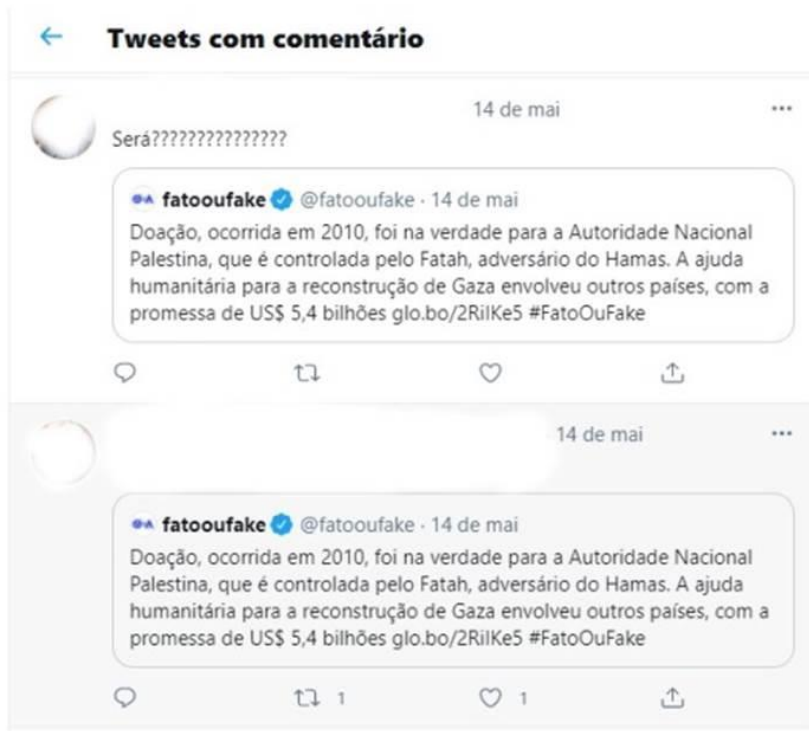 Tweets com comentário
14 de mai
Será???????????????
fatooufake @fatooufake · 14 de mai
Doação, ocorrida em 2010, foi na verdade para a Autoridade Nacional
Palestina, que é controlada pelo Fatah, adversário do Hamas. A ajuda
humanitária para a reconstrução de Gaza envolveu outros países, com a
promessa de US$ 5,4 bilhões glo.bo/2RilKe5 #FatoOuFake
14 de mai
fatooufake @fatooufake · 14 de mai
Doação, ocorrida em 2010, foi na verdade para a Autoridade Nacional
Palestina, que é controlada pelo Fatah, adversário do Hamas. A ajuda
humanitária para a reconstrução de Gaza envolveu outros países, com a
promessa de US$ 5,4 bilhões glo.bo/2RilKe5 #FatoOuFake
1 1